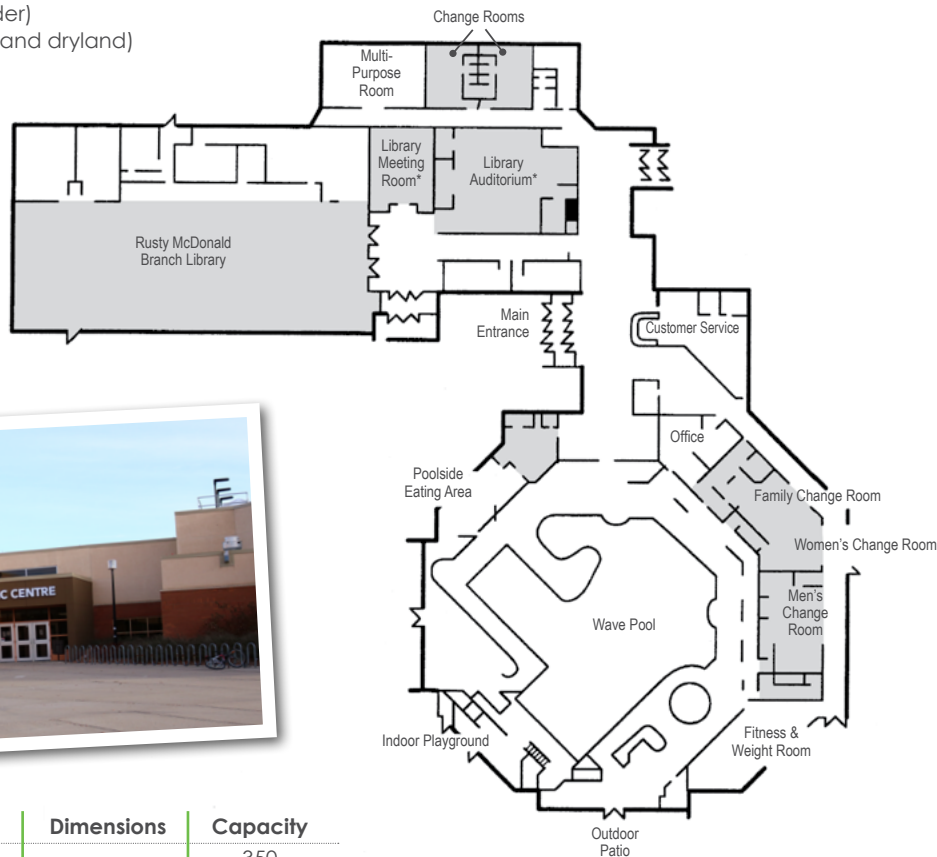 der)
and dryland)
Change Rooms
Multi-
Purpose
Room
Library
Meeting
Room*
Library
Auditorium*
Rusty McDonald
Branch Library
Main
Entrance
Customer Service
Office
Poolside
Eating Area
Family Change Room
Women's Change Room
Men's
Change
Room
Wave Pool
C CENTRE
Indoor Playground
Fitness &
Weight Room
Outdoor
Patio
Dimensions Capacity
350